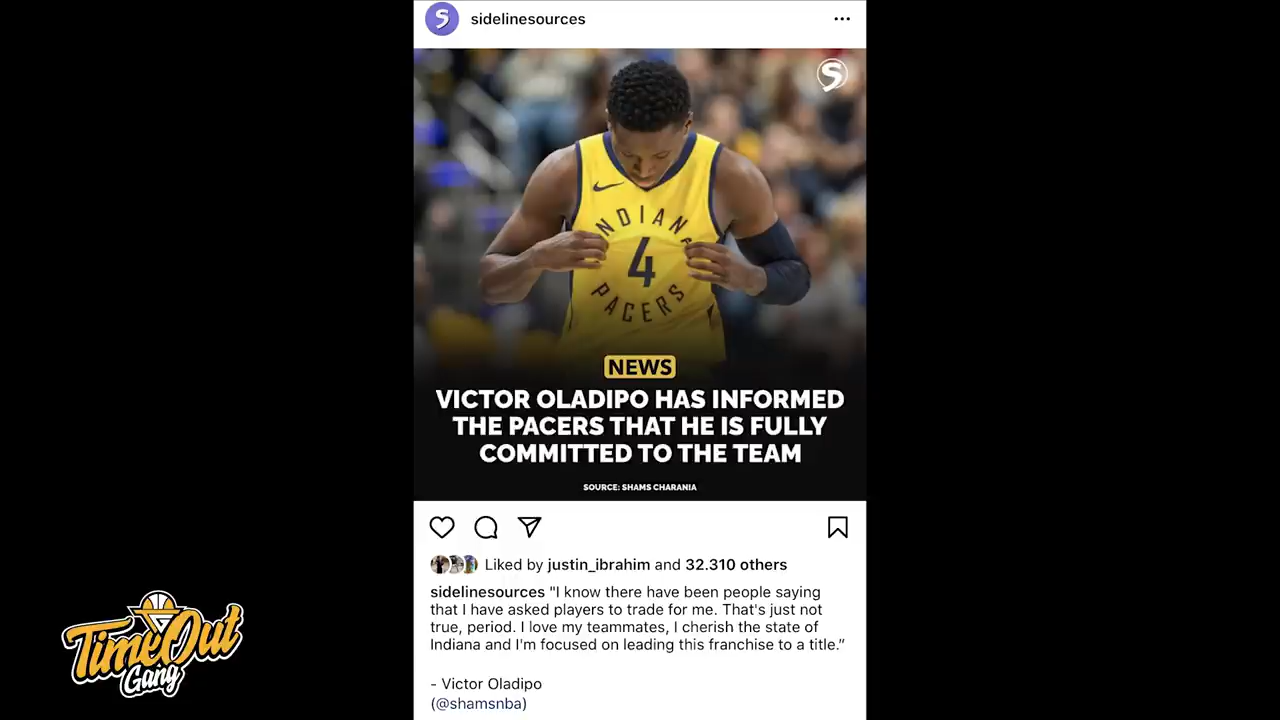 sidelinesources
INDIANA
4
PACERS
NEWS
VICTOR OLADIPO HAS INFORMED
THE PACERS THAT HE IS FULLY
COMMITTED TO THE TEAM
SOURCE: SHAMS CHARANIA
Liked by justin_ibrahim and 32.310 others
sidelinesources "I know there have been people saying
that I have asked players to trade for me. That's just not
true, period. I love my teammates, I cherish the state of
Indiana and I'm focused on leading this franchise to a title.”
- Victor Oladipo
(@shamsnba)
TimeOut
Gang